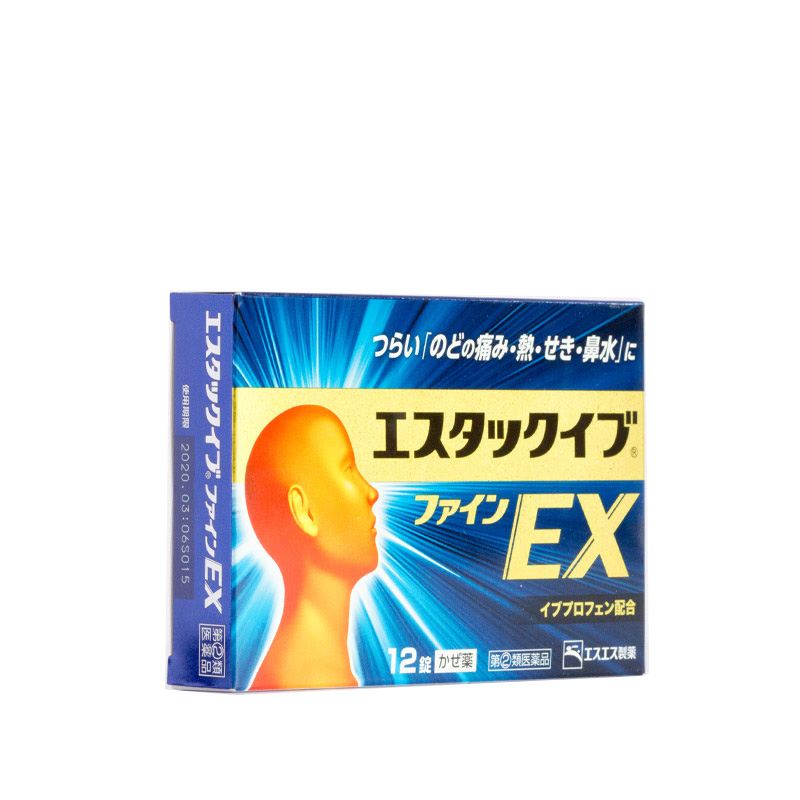 つらい「のどの痛み・熱・せき・鼻水」に
エスタックイブ®
ファイン EX
イブプロフェン配合
12錠 かぜ薬 第②類医薬品 エスエス製薬
エスタックイブ®ファインEX
使用期限 2020.03:06S015
第②類
医薬品